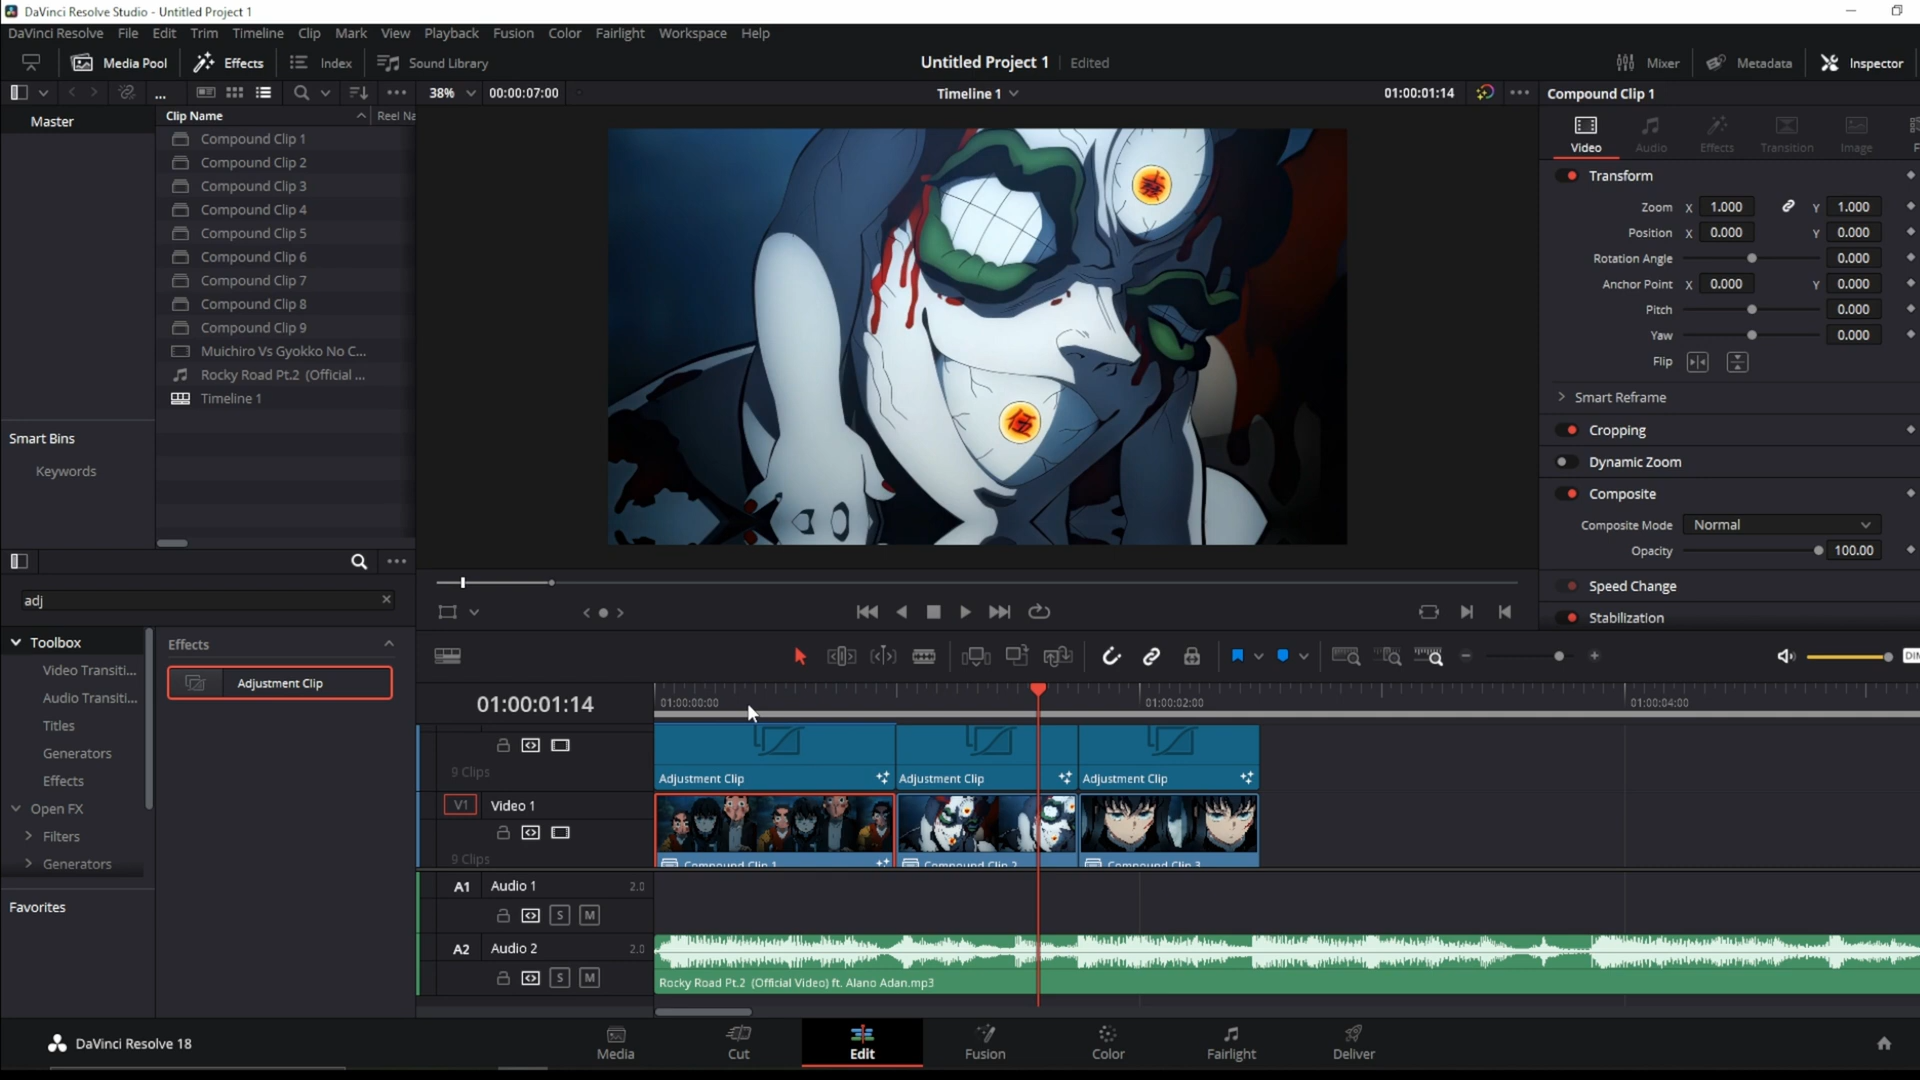 DaVinci Resolve Studio - Untitled Project 1
DaVinci Resolve File Edit Trim Timeline Clip Mark View Playback Fusion Color Fairlight Workspace Help
Media Pool Effects Index Sound Library
Untitled Project 1 Edited
Mixer Metadata Inspector
38% 00:00:07:00
Timeline 1
01:00:01:14
Compound Clip 1
Master
Clip Name Reel Na
Compound Clip 1
Compound Clip 2
Compound Clip 3
Compound Clip 4
Compound Clip 5
Compound Clip 6
Compound Clip 7
Compound Clip 8
Compound Clip 9
Muichiro Vs Gyokko No C...
Rocky Road Pt.2 (Official ...
Timeline 1
Smart Bins
Keywords
伍
Video Audio Effects Transition Image F
Transform
Zoom X 1.000 Y 1.000
Position X 0.000 Y 0.000
Rotation Angle 0.000
Anchor Point X 0.000 Y 0.000
Pitch 0.000
Yaw 0.000
Flip
Smart Reframe
Cropping
Dynamic Zoom
Composite
Composite Mode Normal
Opacity 100.00
Speed Change
Stabilization
adj
Toolbox
Video Transiti...
Audio Transiti...
Titles
Generators
Effects
Open FX
Filters
Generators
Favorites
Effects
Adjustment Clip
DIM
01:00:01:14
01:00:00:00 01:00:02:00 01:00:04:00
9 Clips
Adjustment Clip Adjustment Clip Adjustment Clip
V1 Video 1
9 Clips
Compound Clip 1 Compound Clip 2 Compound Clip 3
A1 Audio 1 2.0
S M
A2 Audio 2 2.0
S M
Rocky Road Pt.2 (Official Video) ft. Alano Adan.mp3
DaVinci Resolve 18
Media Cut Edit Fusion Color Fairlight Deliver